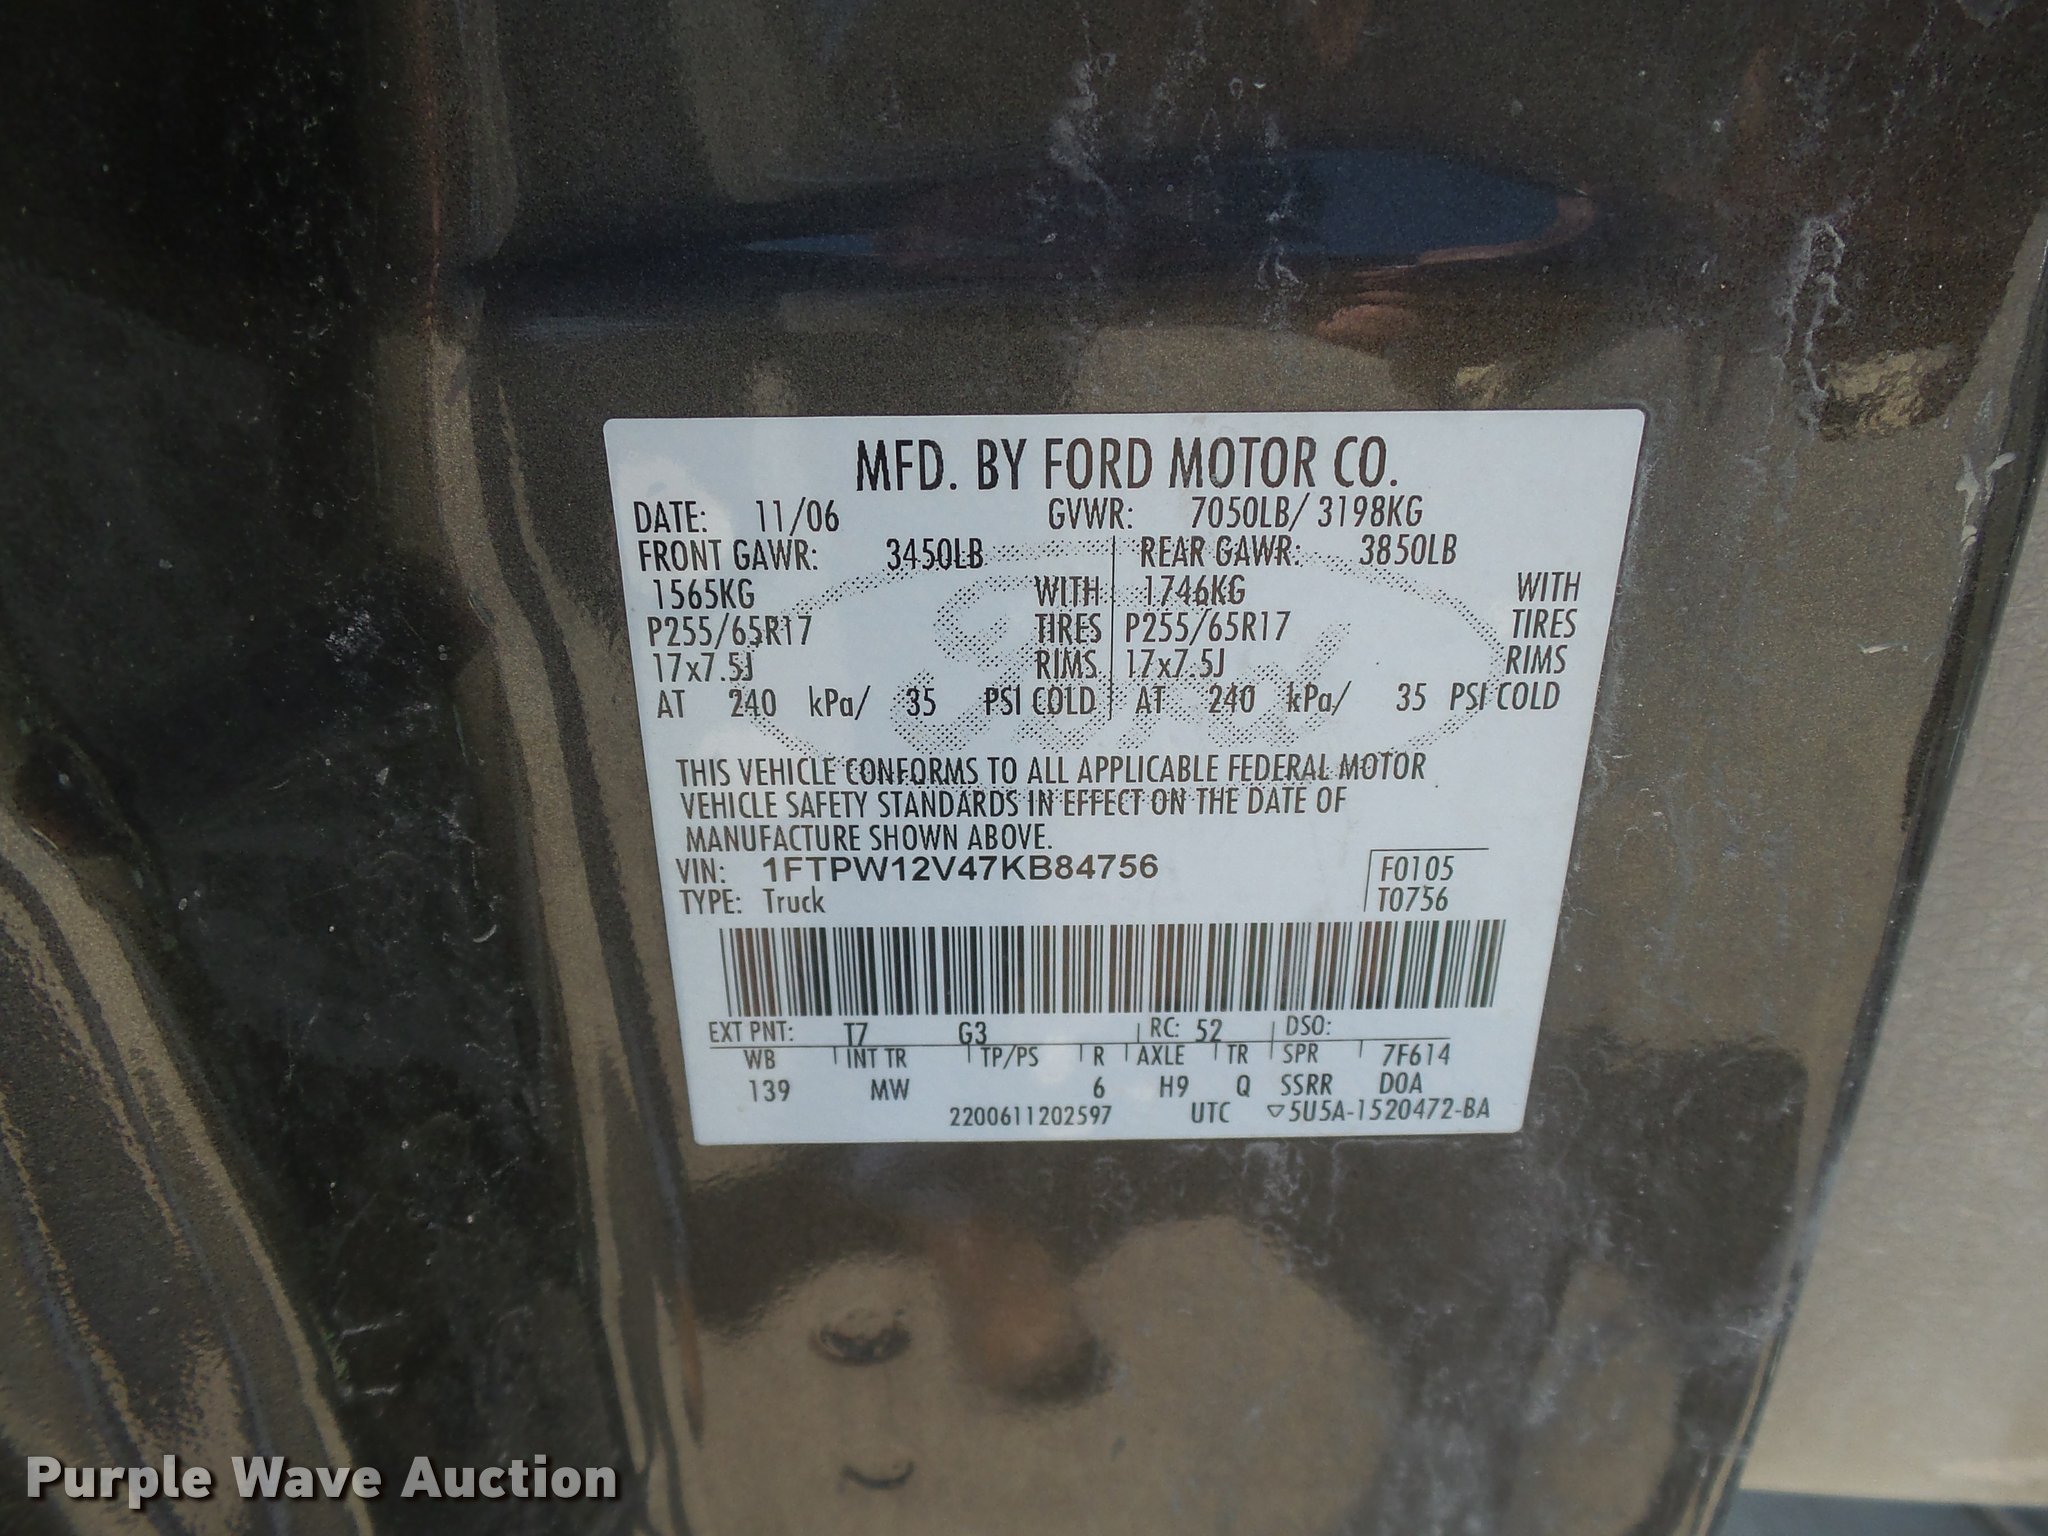 MFD. BY FORD MOTOR CO.
DATE: 11/06 GVWR: 7050LB/ 3198KG
FRONT GAWR: 3450LB REAR GAWR: 3850LB
1565KG WITH 1746KG WITH
P255/65R17 TIRES P255/65R17 TIRES
17x7.5J RIMS 17x7.5J RIMS
AT 240 kPa/ 35 PSI COLD AT 240 kPa/ 35 PSI COLD
Ford
THIS VEHICLE CONFORMS TO ALL APPLICABLE FEDERAL MOTOR
VEHICLE SAFETY STANDARDS IN EFFECT ON THE DATE OF
MANUFACTURE SHOWN ABOVE.
VIN: 1FTPW12V47KB84756 F0105
TYPE: Truck T0756
EXT PNT: T7 G3 RC: 52 DSO:
WB INT TR TP/PS R AXLE TR SPR 7F614
139 MW 6 H9 Q SSRR D0A
2200611202597 UTC ▽5U5A-1520472-BA
Purple Wave Auction